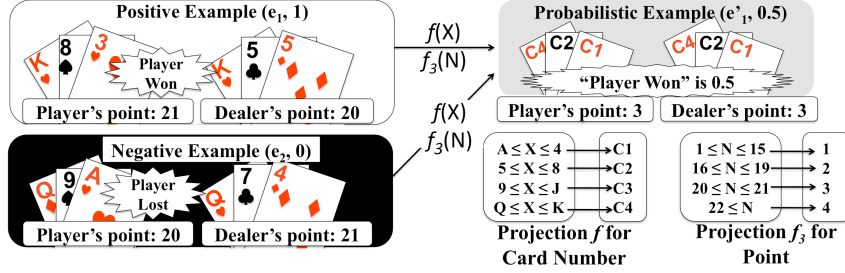 Positive Example (e₁, 1)
K 8 3
Player
Won
K 5 5
Player's point: 21
Dealer's point: 20
Negative Example (e₂, 0)
Q 9 A
Player
Lost
Q 7 4
Player's point: 20
Dealer's point: 21
f(X)
f₃(N)
f(X)
f₃(N)
Probabilistic Example (e'₁, 0.5)
C4 C2 C1
C4 C2 C1
“Player Won” is 0.5
Player's point: 3
Dealer's point: 3
A ≤ X ≤ 4 C1
5 ≤ X ≤ 8 C2
9 ≤ X ≤ J C3
Q ≤ X ≤ K C4
Projection f for
Card Number
1 ≤ N ≤ 15 1
16 ≤ N ≤ 19 2
20 ≤ N ≤ 21 3
22 ≤ N 4
Projection f₃ for
Point